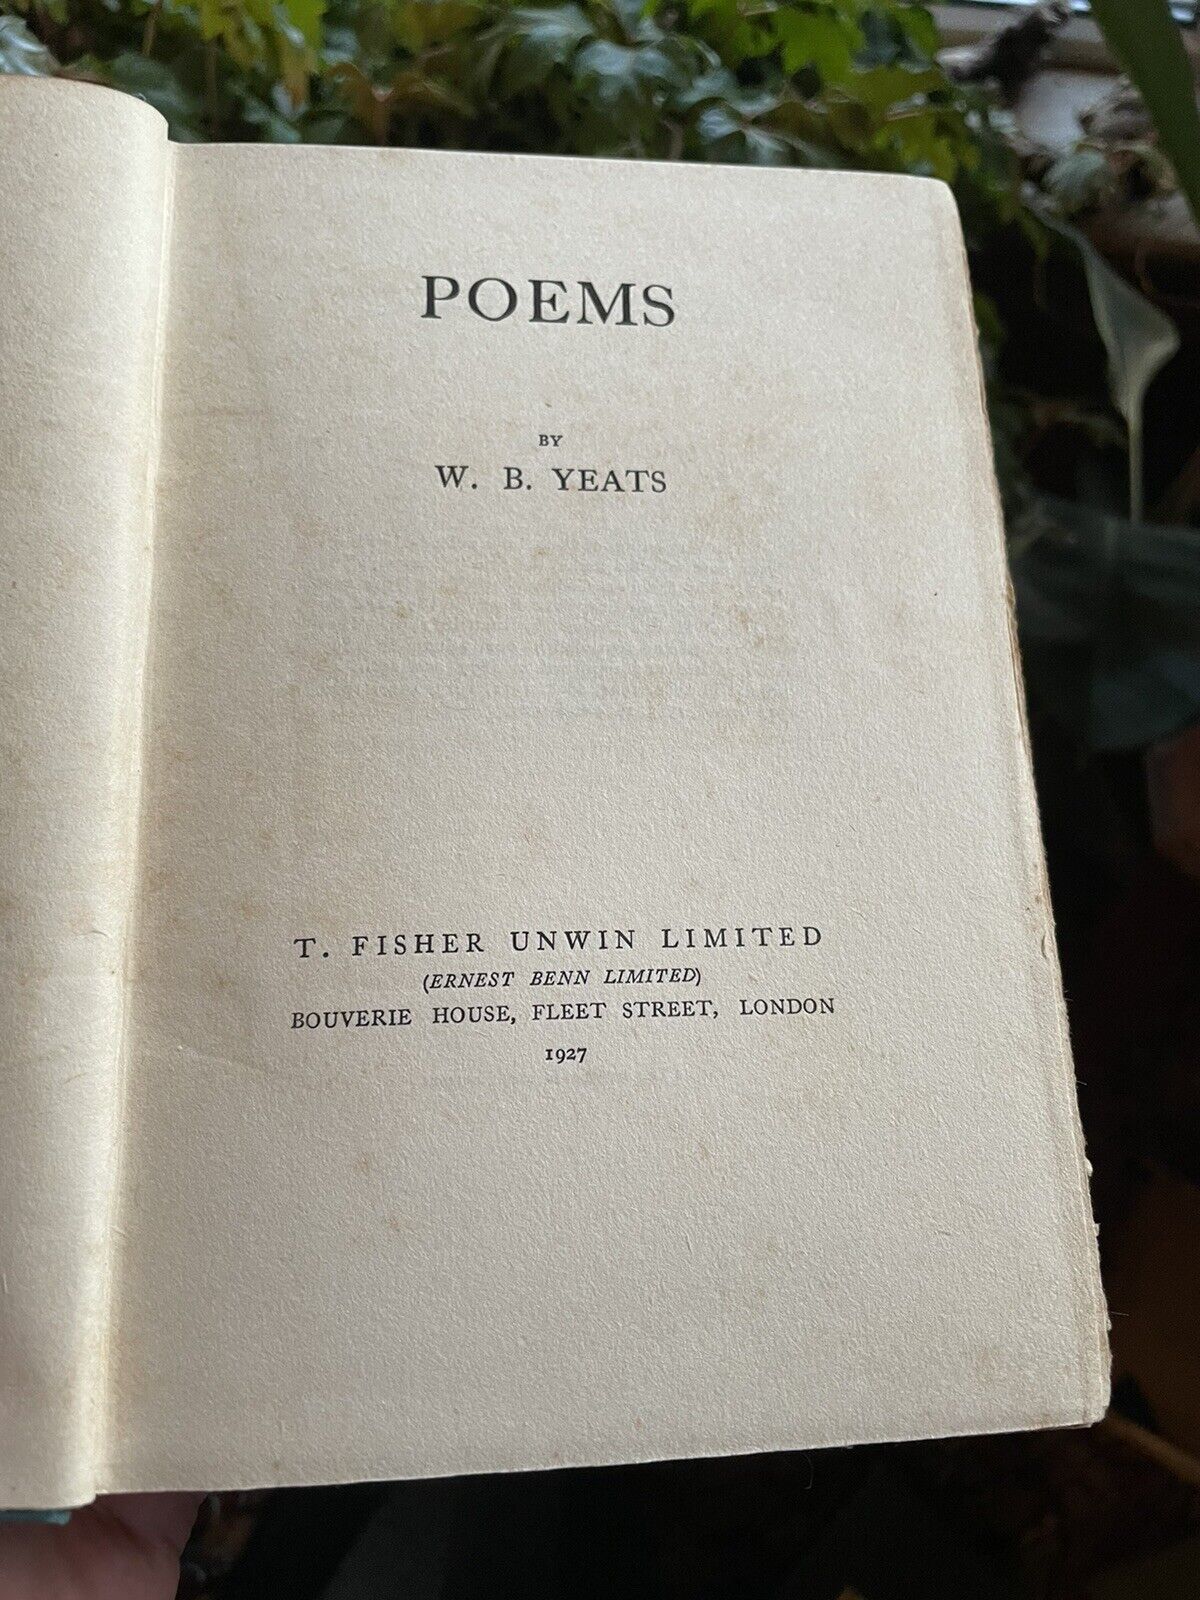 POEMS
BY
W. B. YEATS
T. FISHER UNWIN LIMITED
(ERNEST BENN LIMITED)
BOUVERIE HOUSE, FLEET STREET, LONDON
1927